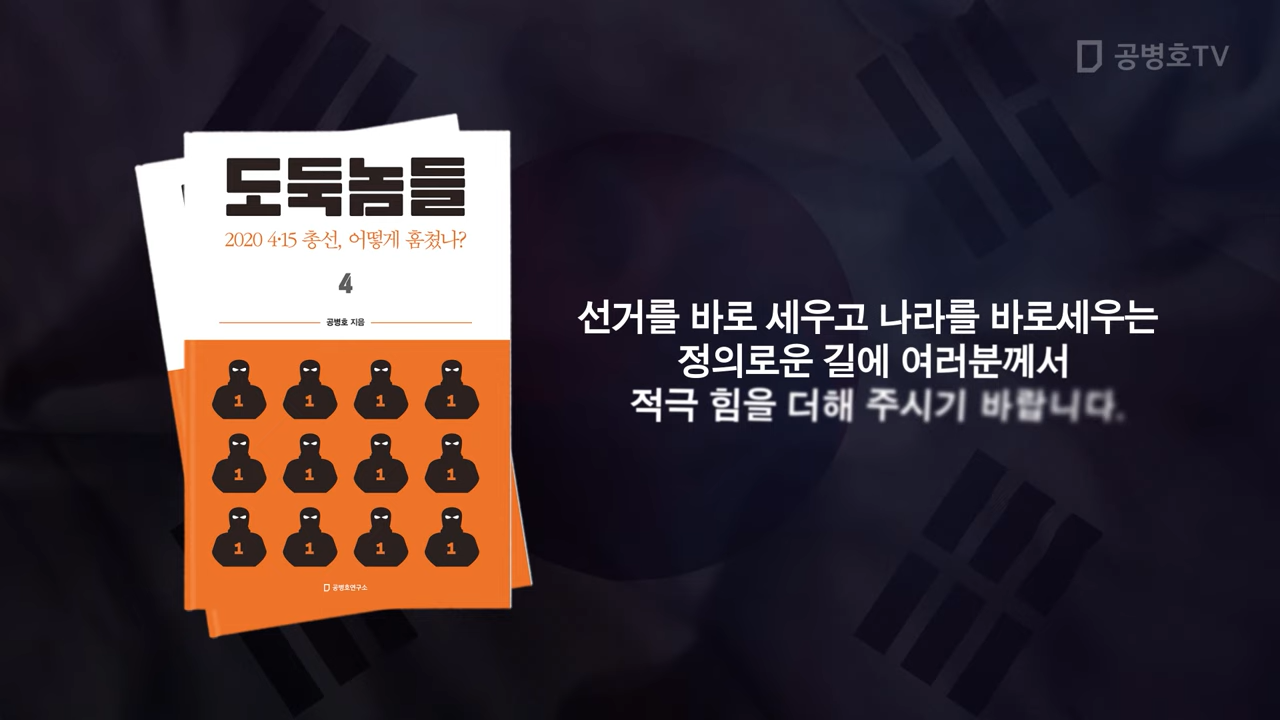 공병호TV
도둑놈들
2020 4·15 총선, 어떻게 훔쳤나?
4
공병호 지음
1 1 1 1
1 1 1 1
1 1 1 1
공병호연구소
선거를 바로 세우고 나라를 바로세우는
정의로운 길에 여러분께서
적극 힘을 더해 주시기 바랍니다.